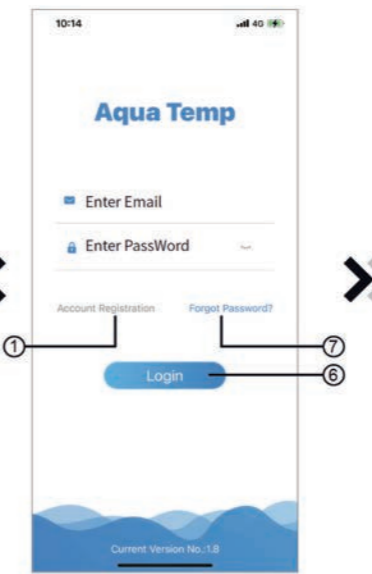 10:14 4G
Aqua Temp
Enter Email
Enter PassWord
Account Registration Forgot Password?
① ⑦
Login ⑥
Current Version No.:1.8